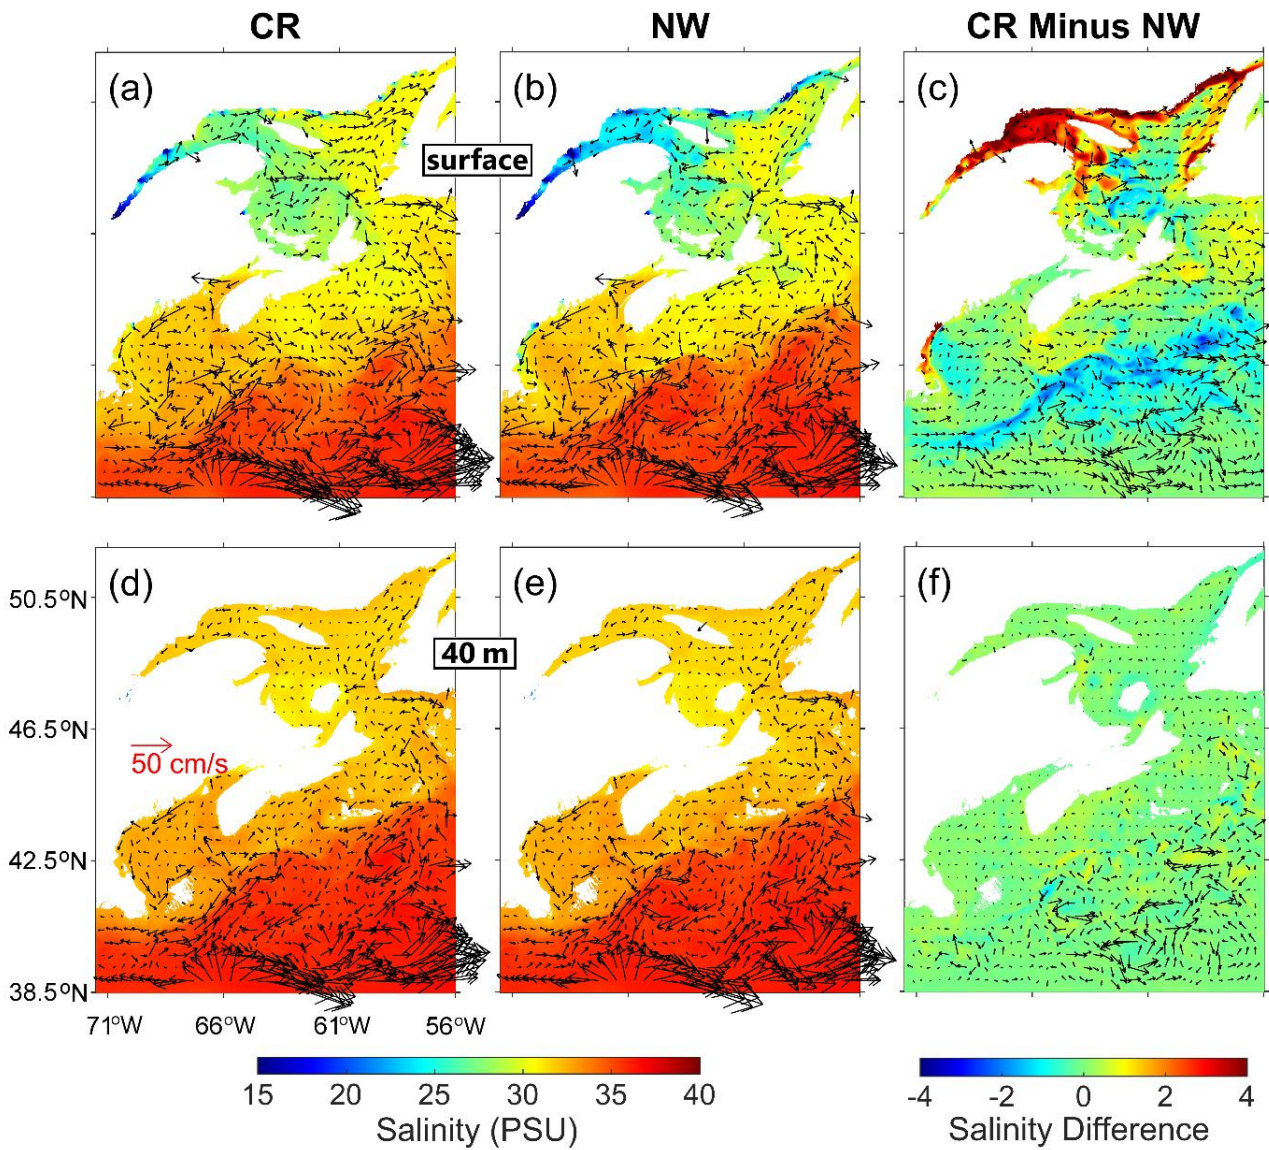 CR NW CR Minus NW
(a) (b) (c)
surface
(d) (e) (f)
50.5°N
40 m
46.5°N
50 cm/s
42.5°N
38.5°N
71°W 66°W 61°W 56°W
15 20 25 30 35 40 -4 -2 0 2 4
Salinity (PSU) Salinity Difference